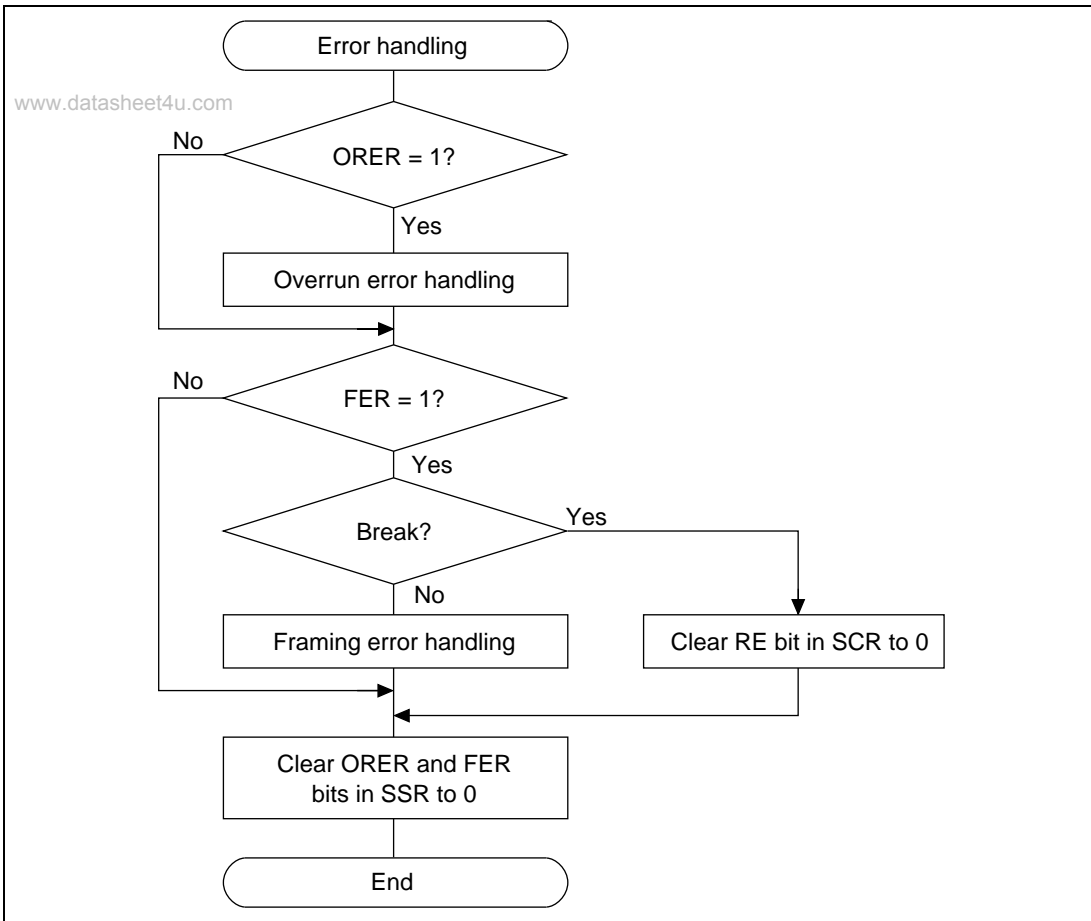 Error handling
www.datasheet4u.com
No
ORER = 1?
Yes
Overrun error handling
No
FER = 1?
Yes
Break?
Yes
No
Framing error handling
Clear RE bit in SCR to 0
Clear ORER and FER
bits in SSR to 0
End